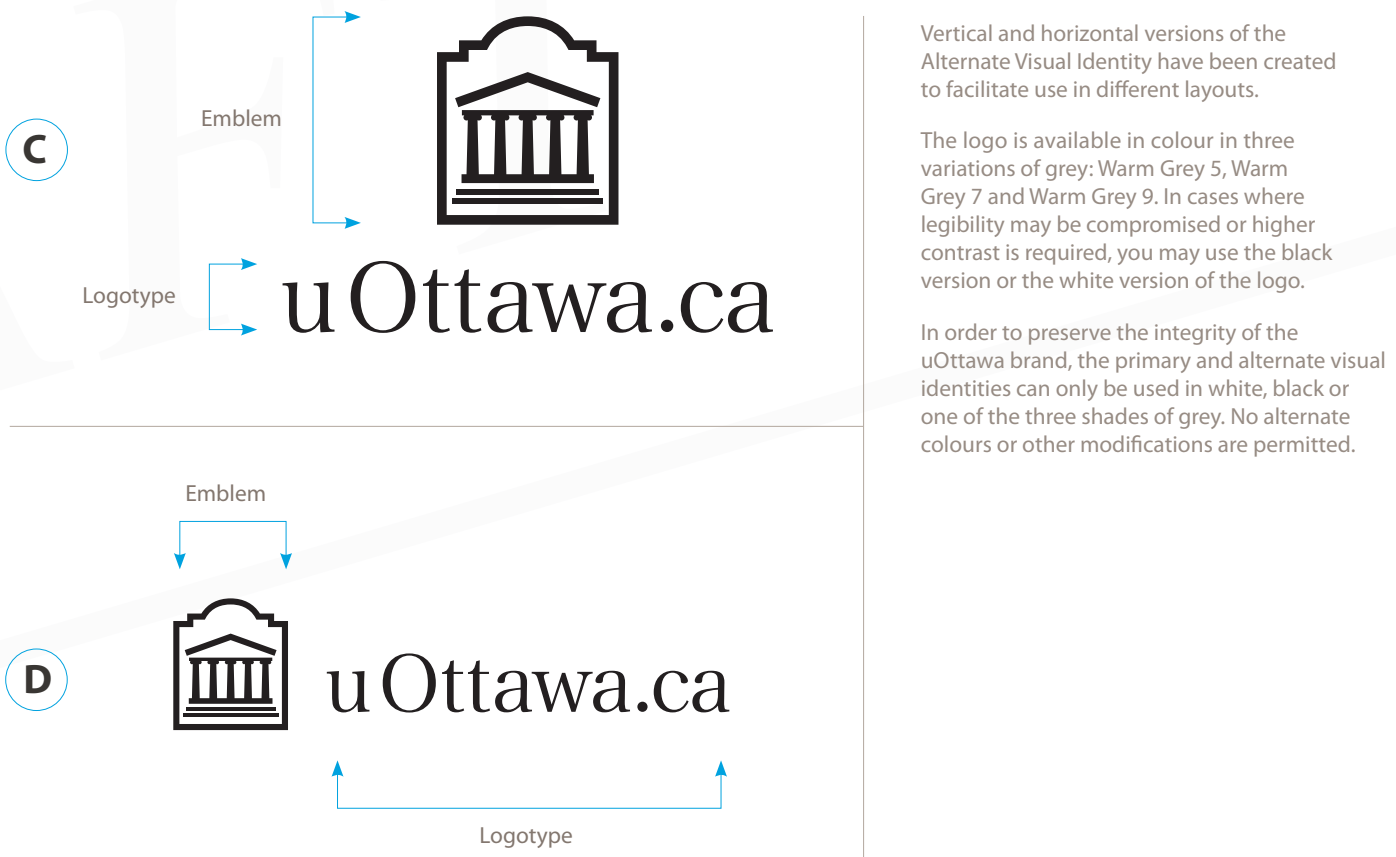 C
Emblem
Logotype
uOttawa.ca
Emblem
D
uOttawa.ca
Logotype
Vertical and horizontal versions of the
Alternate Visual Identity have been created
to facilitate use in different layouts.
The logo is available in colour in three
variations of grey: Warm Grey 5, Warm
Grey 7 and Warm Grey 9. In cases where
legibility may be compromised or higher
contrast is required, you may use the black
version or the white version of the logo.
In order to preserve the integrity of the
uOttawa brand, the primary and alternate visual
identities can only be used in white, black or
one of the three shades of grey. No alternate
colours or other modifications are permitted.